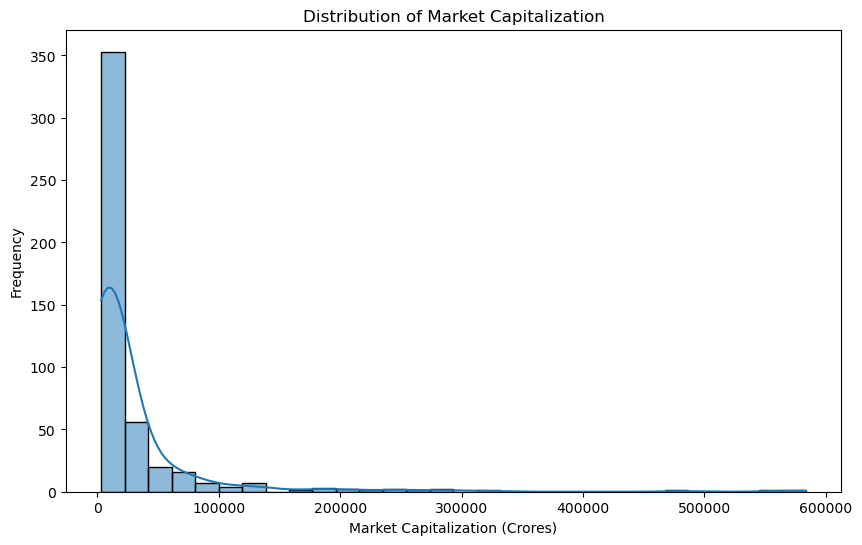 Distribution of Market Capitalization
350
300
250
200
150
100
50
0
Frequency
0 100000 200000 300000 400000 500000 600000
Market Capitalization (Crores)